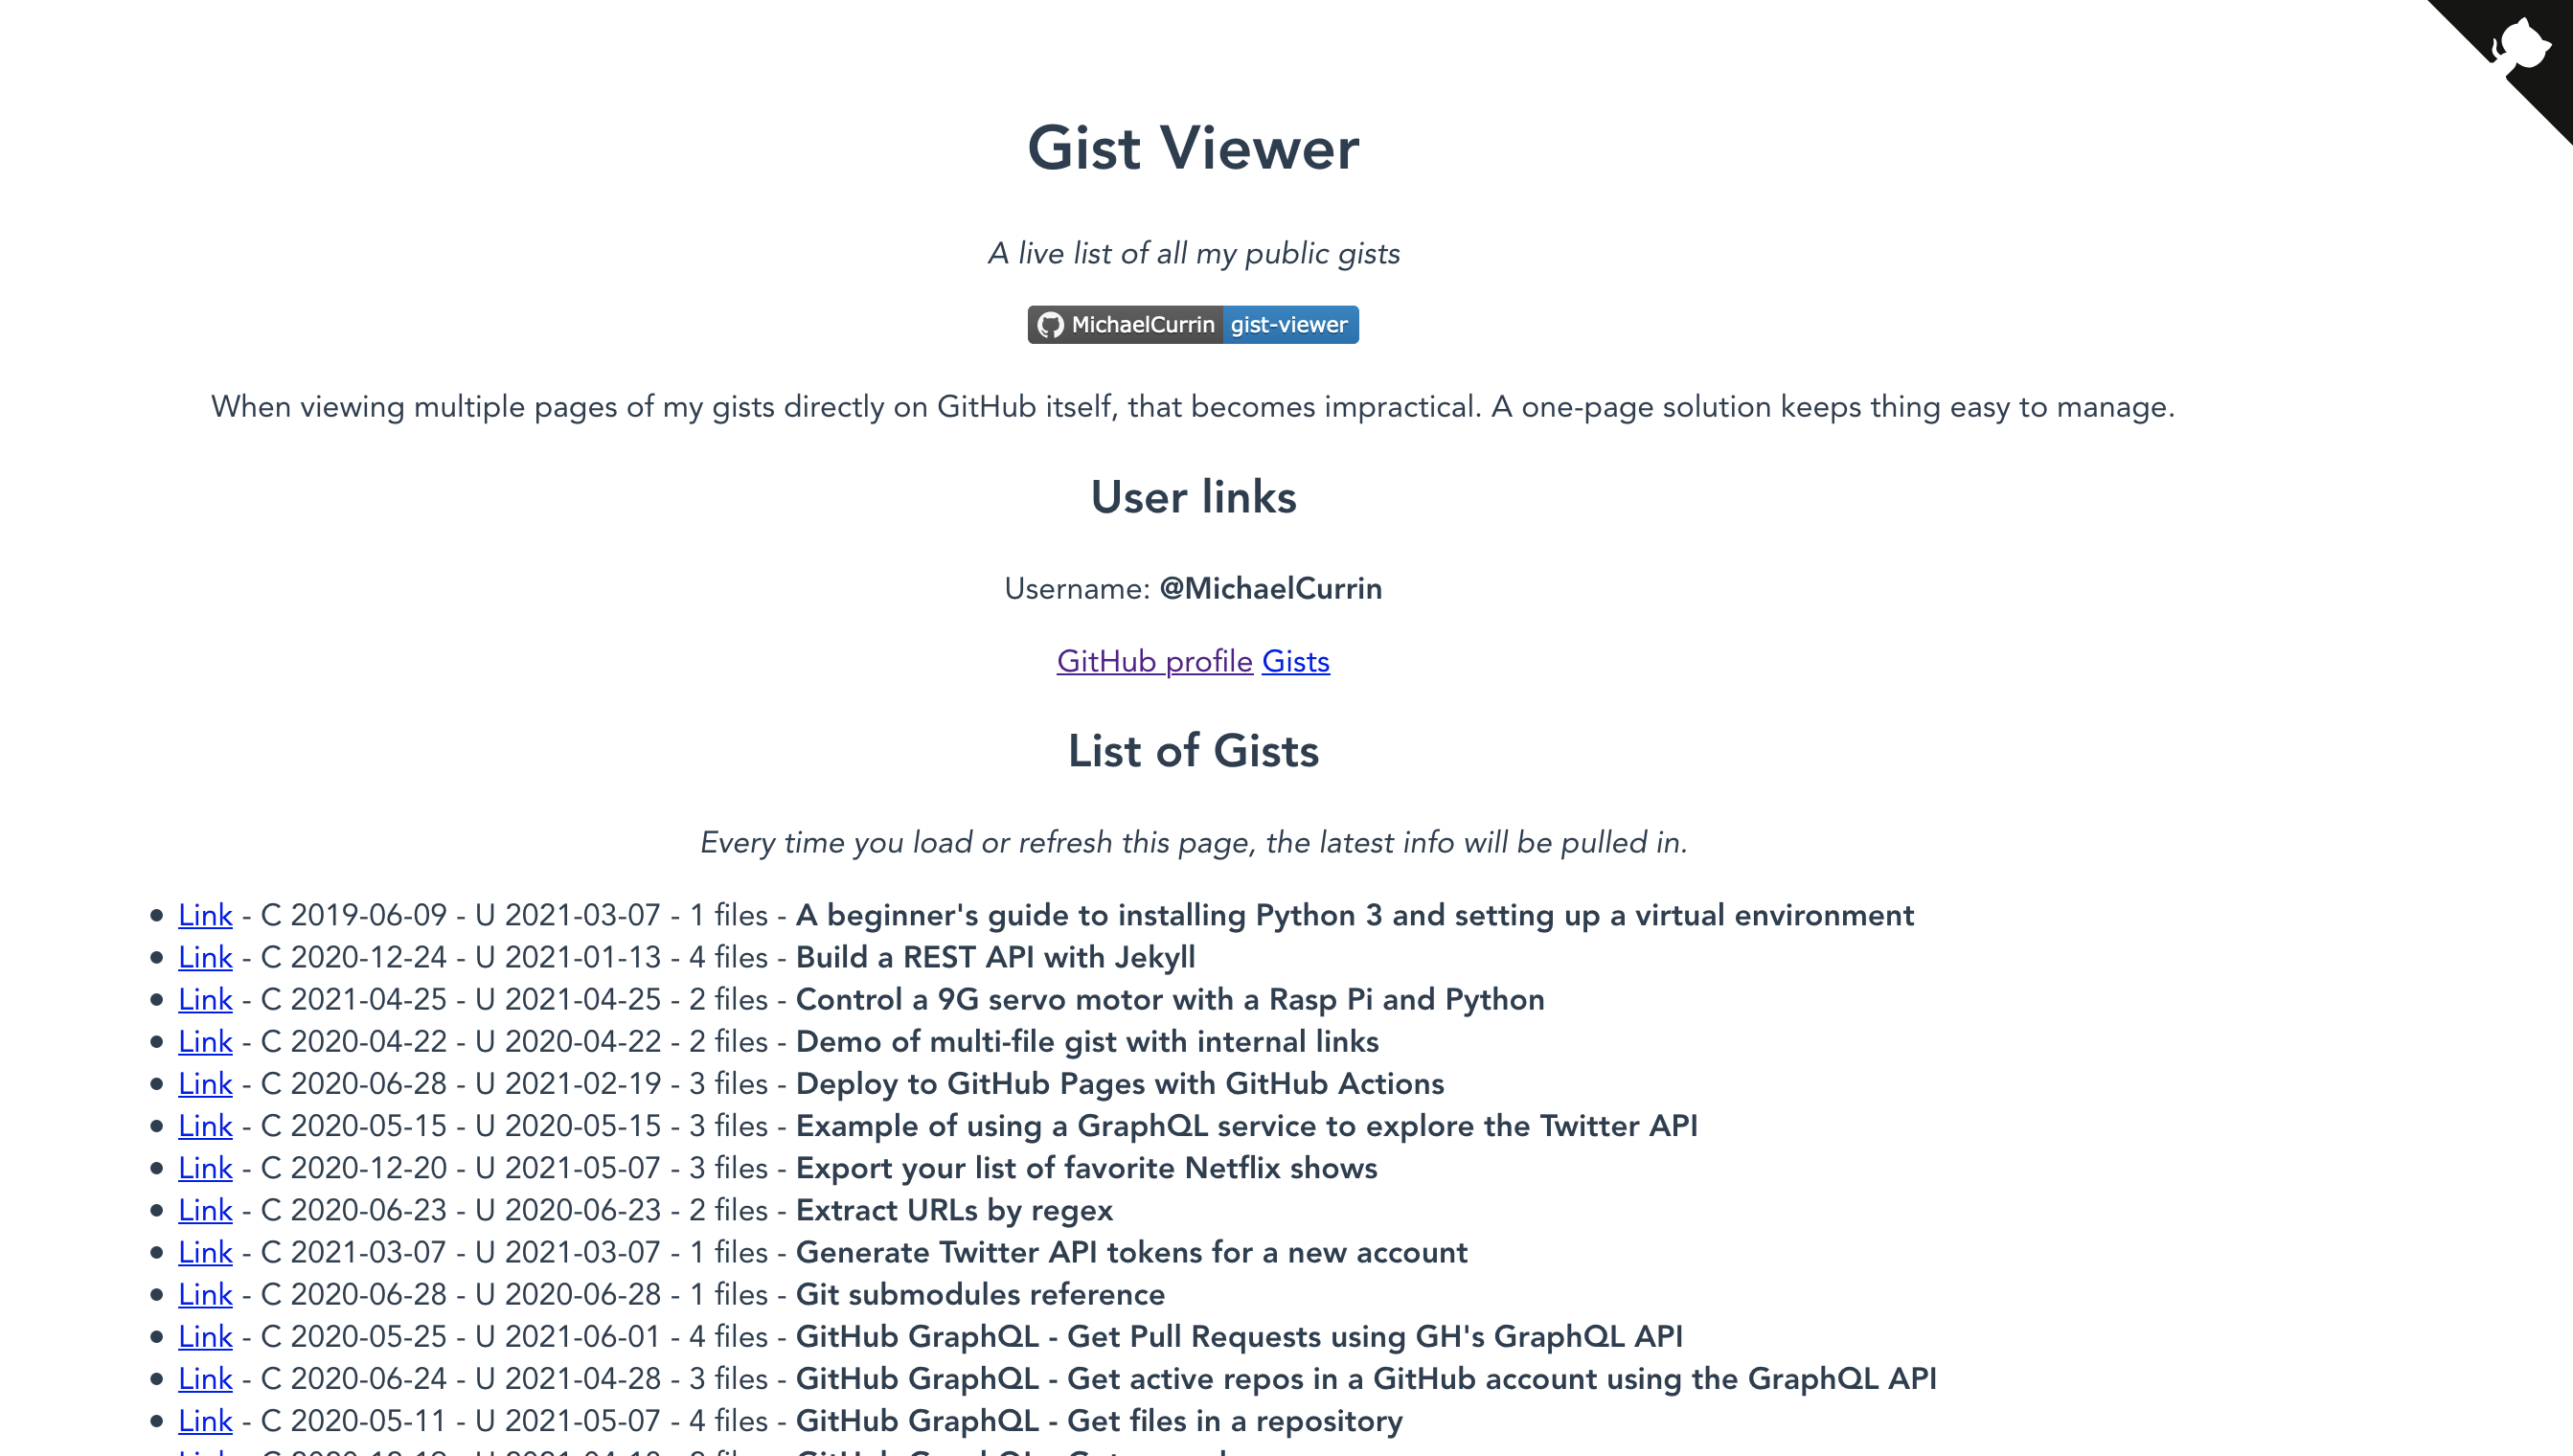 Gist Viewer
A live list of all my public gists
MichaelCurrin gist-viewer
When viewing multiple pages of my gists directly on GitHub itself, that becomes impractical. A one-page solution keeps thing easy to manage.
User links
Username: @MichaelCurrin
GitHub profile Gists
List of Gists
Every time you load or refresh this page, the latest info will be pulled in.
Link - C 2019-06-09 - U 2021-03-07 - 1 files - A beginner's guide to installing Python 3 and setting up a virtual environment
Link - C 2020-12-24 - U 2021-01-13 - 4 files - Build a REST API with Jekyll
Link - C 2021-04-25 - U 2021-04-25 - 2 files - Control a 9G servo motor with a Rasp Pi and Python
Link - C 2020-04-22 - U 2020-04-22 - 2 files - Demo of multi-file gist with internal links
Link - C 2020-06-28 - U 2021-02-19 - 3 files - Deploy to GitHub Pages with GitHub Actions
Link - C 2020-05-15 - U 2020-05-15 - 3 files - Example of using a GraphQL service to explore the Twitter API
Link - C 2020-12-20 - U 2021-05-07 - 3 files - Export your list of favorite Netflix shows
Link - C 2020-06-23 - U 2020-06-23 - 2 files - Extract URLs by regex
Link - C 2021-03-07 - U 2021-03-07 - 1 files - Generate Twitter API tokens for a new account
Link - C 2020-06-28 - U 2020-06-28 - 1 files - Git submodules reference
Link - C 2020-05-25 - U 2021-06-01 - 4 files - GitHub GraphQL - Get Pull Requests using GH's GraphQL API
Link - C 2020-06-24 - U 2021-04-28 - 3 files - GitHub GraphQL - Get active repos in a GitHub account using the GraphQL API
Link - C 2020-05-11 - U 2021-05-07 - 4 files - GitHub GraphQL - Get files in a repository